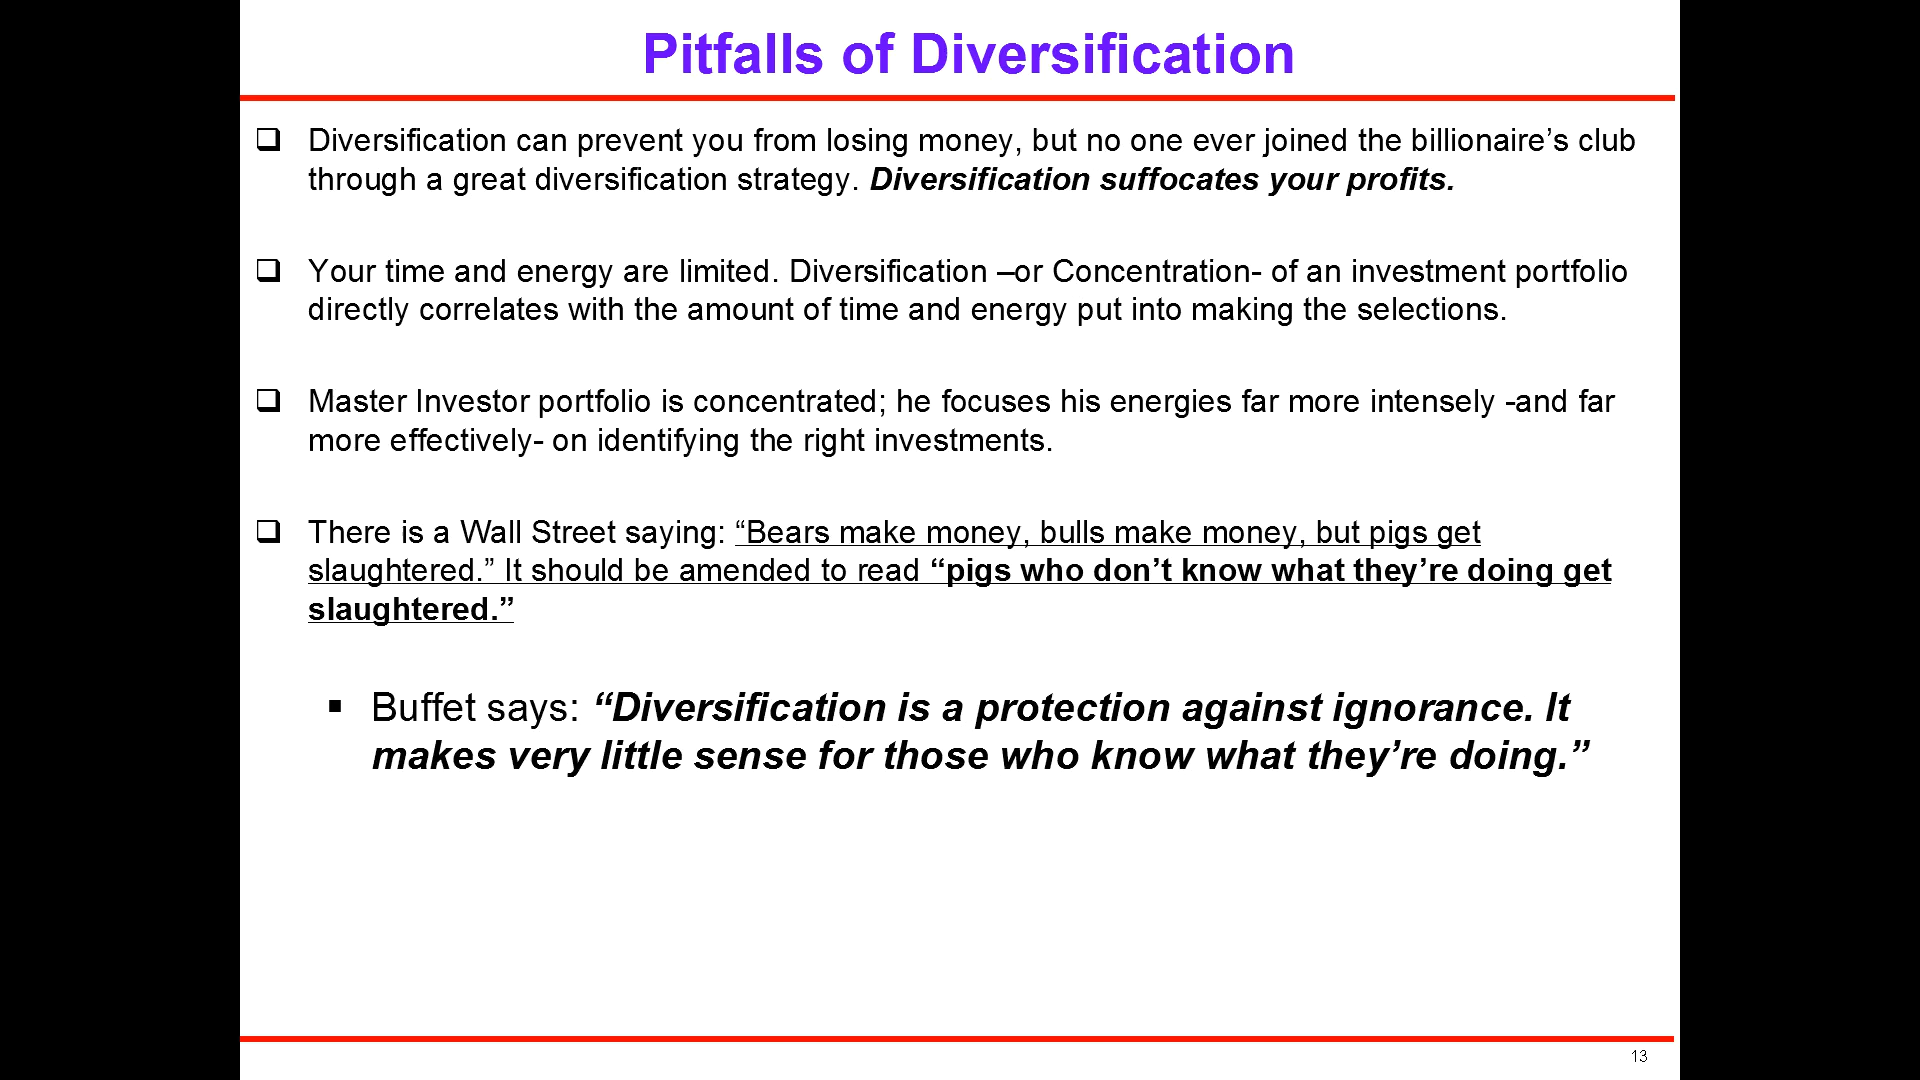 Pitfalls of Diversification
❑ Diversification can prevent you from losing money, but no one ever joined the billionaire’s club
through a great diversification strategy. Diversification suffocates your profits.
❑ Your time and energy are limited. Diversification –or Concentration- of an investment portfolio
directly correlates with the amount of time and energy put into making the selections.
❑ Master Investor portfolio is concentrated; he focuses his energies far more intensely -and far
more effectively- on identifying the right investments.
❑ There is a Wall Street saying: “Bears make money, bulls make money, but pigs get
slaughtered.” It should be amended to read “pigs who don’t know what they’re doing get
slaughtered.”
▪ Buffet says: “Diversification is a protection against ignorance. It
makes very little sense for those who know what they’re doing.”
13